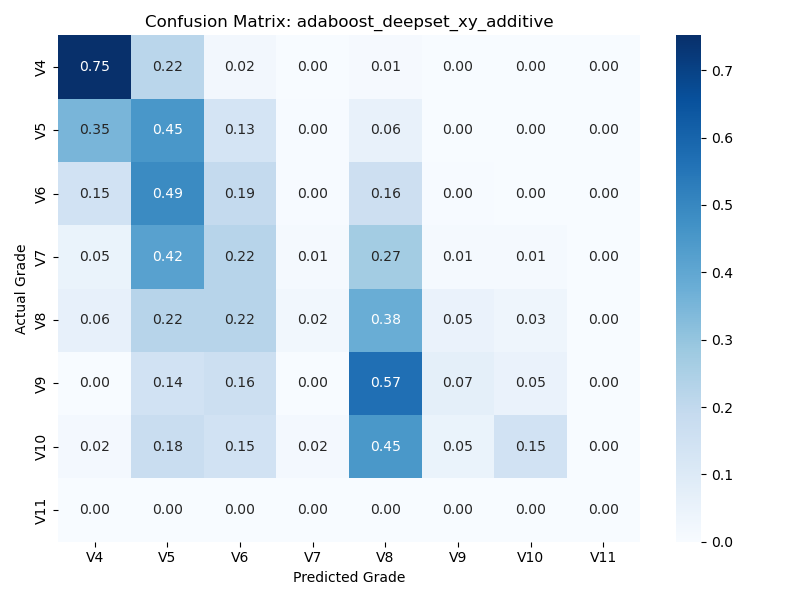 Confusion Matrix: adaboost_deepset_xy_additive
V4 0.75 0.22 0.02 0.00 0.01 0.00 0.00 0.00
V5 0.35 0.45 0.13 0.00 0.06 0.00 0.00 0.00
V6 0.15 0.49 0.19 0.00 0.16 0.00 0.00 0.00
V7 0.05 0.42 0.22 0.01 0.27 0.01 0.01 0.00
V8 0.06 0.22 0.22 0.02 0.38 0.05 0.03 0.00
V9 0.00 0.14 0.16 0.00 0.57 0.07 0.05 0.00
V10 0.02 0.18 0.15 0.02 0.45 0.05 0.15 0.00
V11 0.00 0.00 0.00 0.00 0.00 0.00 0.00 0.00
V4 V5 V6 V7 V8 V9 V10 V11
Predicted Grade
Actual Grade
0.7
0.6
0.5
0.4
0.3
0.2
0.1
0.0